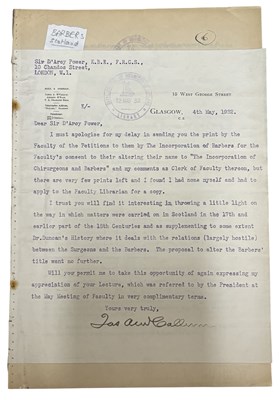 BARBERS
Scotland
Sir D'Arcy Power, K.B.E., F.R.C.S.,
10 Chandos Street,
LONDON, W.1.
12 WEST GEORGE STREET
GLASGOW, 4th May, 1932.
Dear Sir D'Arcy Power,
I must apologise for my delay in sending you the print by the
Faculty of the Petitions to them by the Incorporation of Barbers for the
Faculty's consent to their altering their name to "The Incorporation of
Chirurgeons and Barbers" and my comments as Clerk of Faculty thereon, but
there are very few prints left and I found I had none myself and had to
apply to the Faculty Librarian for a copy.
I trust you will find it interesting in throwing a little light on
the way in which matters were carried on in Scotland in the 17th and
earlier part of the 18th Centuries and as supplementing to some extent
Dr. Duncan's History where it deals with the relations (largely hostile)
between the Surgeons and the Barbers. The proposal to alter the Barbers'
title went no further.
Will you permit me to take this opportunity of again expressing my
appreciation of your Lecture, which was referred to by the President at
the May Meeting of Faculty in very complimentary terms.
Yours very truly,